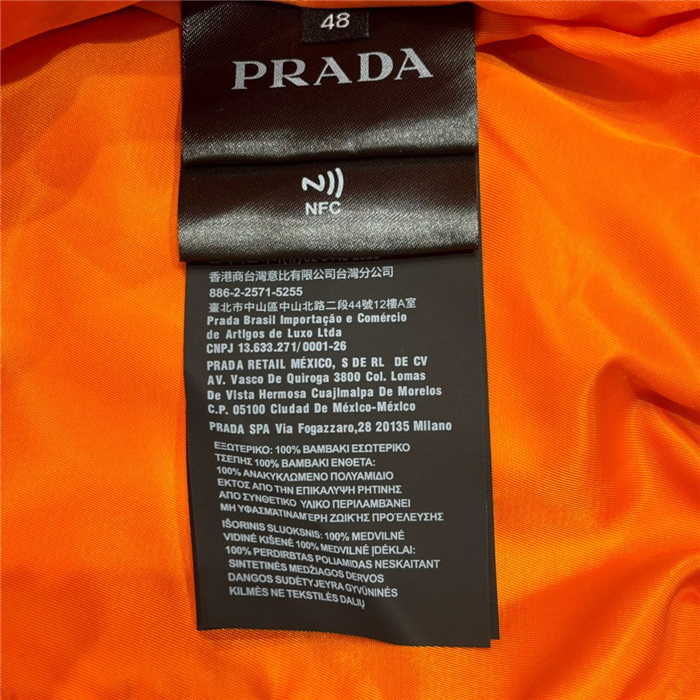 48
PRADA
NFC
香港商台灣意比有限公司台灣分公司
886-2-2571-5255
臺北市中山區中山北路二段44號12樓A室
Prada Brasil Importação e Comércio
de Artigos de Luxo Ltda
CNPJ 13.633.271/0001-26
PRADA RETAIL MÉXICO, S DE RL DE CV
AV. Vasco De Quiroga 3800 Col. Lomas
De Vista Hermosa Cuajimalpa De Morelos
C.P. 05100 Ciudad De México-México
PRADA SPA Via Fogazzaro,28 20135 Milano
ΕΞΩΤΕΡΙΚΟ: 100% ΒΑΜΒΑΚΙ ΕΣΩΤΕΡΙΚΟ
ΤΣΕΠΗΣ 100% ΒΑΜΒΑΚΙ ΕΝΘΕΤΑ:
100% ΑΝΑΚΥΚΛΩΜΕΝΟ ΠΟΛΥΑΜΙΔΙΟ
ΕΚΤΟΣ ΑΠΟ ΤΗΝ ΕΠΙΚΑΛΥΨΗ ΡΗΤΙΝΗΣ
ΑΠΟ ΣΥΝΘΕΤΙΚΟ ΥΛΙΚΟ ΠΕΡΙΛΑΜΒΑΝΕΙ
ΜΗ ΥΦΑΣΜΑΤΙΝΑΜΈΡΗ ΖΩΙΚΉΣ ΠΡΟΈΛΕΥΣΗΣ
IŠORINIS SLUOKSNIS: 100% MEDVILNĖ
VIDINĖ KIŠENĖ 100% MEDVILNĖ ĮDĖKLAI:
100% PERDIRBTAS POLIAMIDAS NESKAITANT
SINTETINĖS MEDŽIAGOS DERVOS
DANGOS SUDĖTYJEYRA GYVŪNINĖS
KILMĖS NE TEKSTILĖS DALIŲ